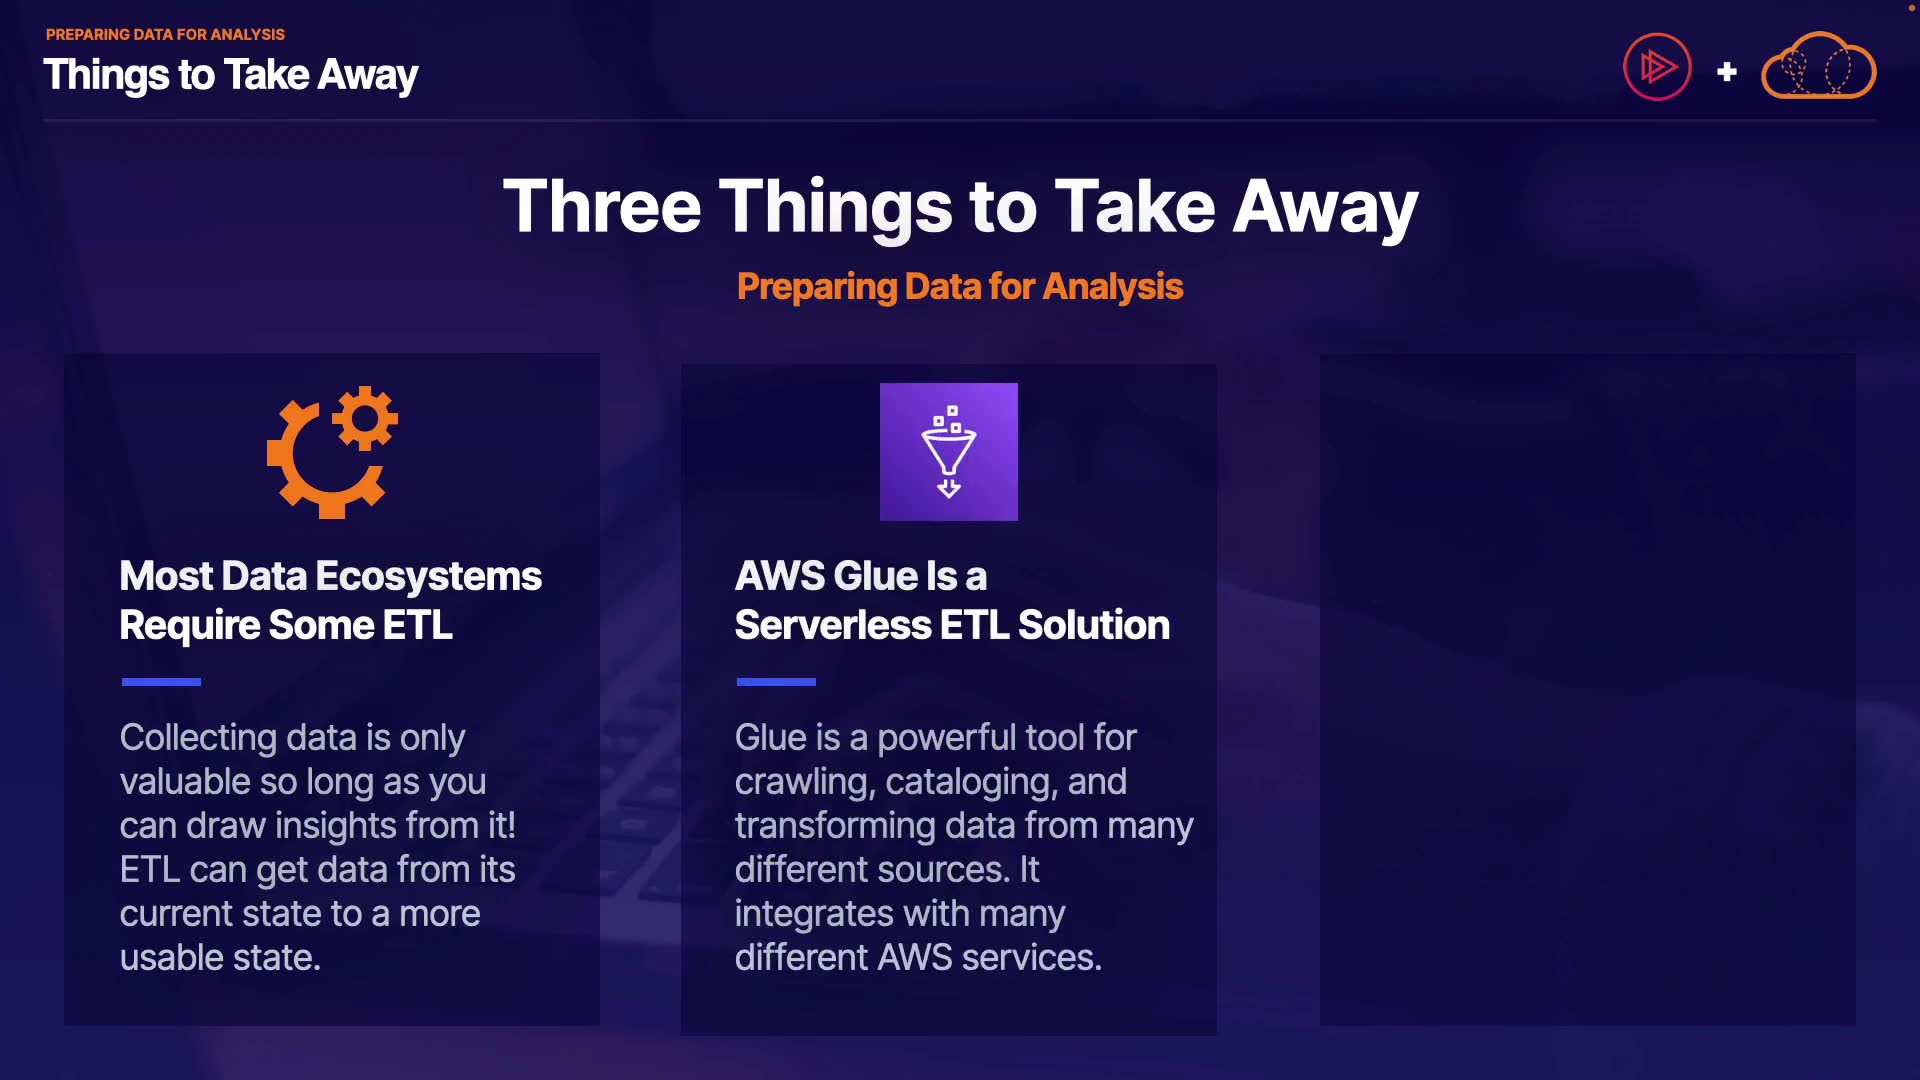 PREPARING DATA FOR ANALYSIS
Things to Take Away
Three Things to Take Away
Preparing Data for Analysis
Most Data Ecosystems
Require Some ETL
Collecting data is only
valuable so long as you
can draw insights from it!
ETL can get data from its
current state to a more
usable state.
AWS Glue Is a
Serverless ETL Solution
Glue is a powerful tool for
crawling, cataloging, and
transforming data from many
different sources. It
integrates with many
different AWS services.